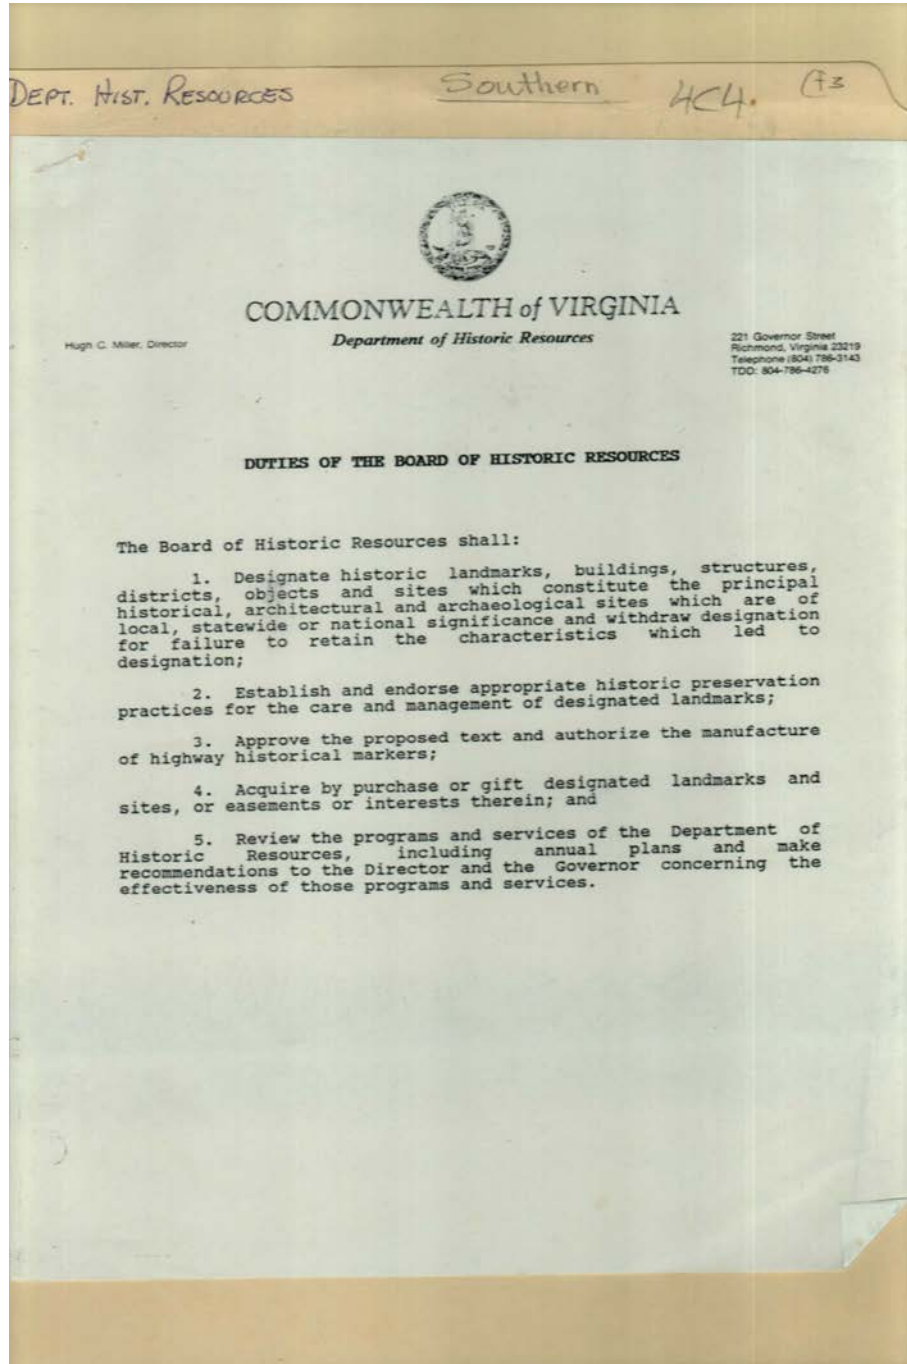 DEPT. HIST. RESOURCES Southern 4C4. (F3
COMMONWEALTH of VIRGINIA
Department of Historic Resources
Hugh C. Miller, Director
221 Governor Street
Richmond, Virginia 23219
Telephone (804) 786-3143
TDD: 804-786-4276
DUTIES OF THE BOARD OF HISTORIC RESOURCES
The Board of Historic Resources shall:
1. Designate historic landmarks, buildings, structures,
districts, objects and sites which constitute the principal
historical, architectural and archaeological sites which are of
local, statewide or national significance and withdraw designation
for failure to retain the characteristics which led to
designation;
2. Establish and endorse appropriate historic preservation
practices for the care and management of designated landmarks;
3. Approve the proposed text and authorize the manufacture
of highway historical markers;
4. Acquire by purchase or gift designated landmarks and
sites, or easements or interests therein; and
5. Review the programs and services of the Department of
Historic Resources, including annual plans and make
recommendations to the Director and the Governor concerning the
effectiveness of those programs and services.